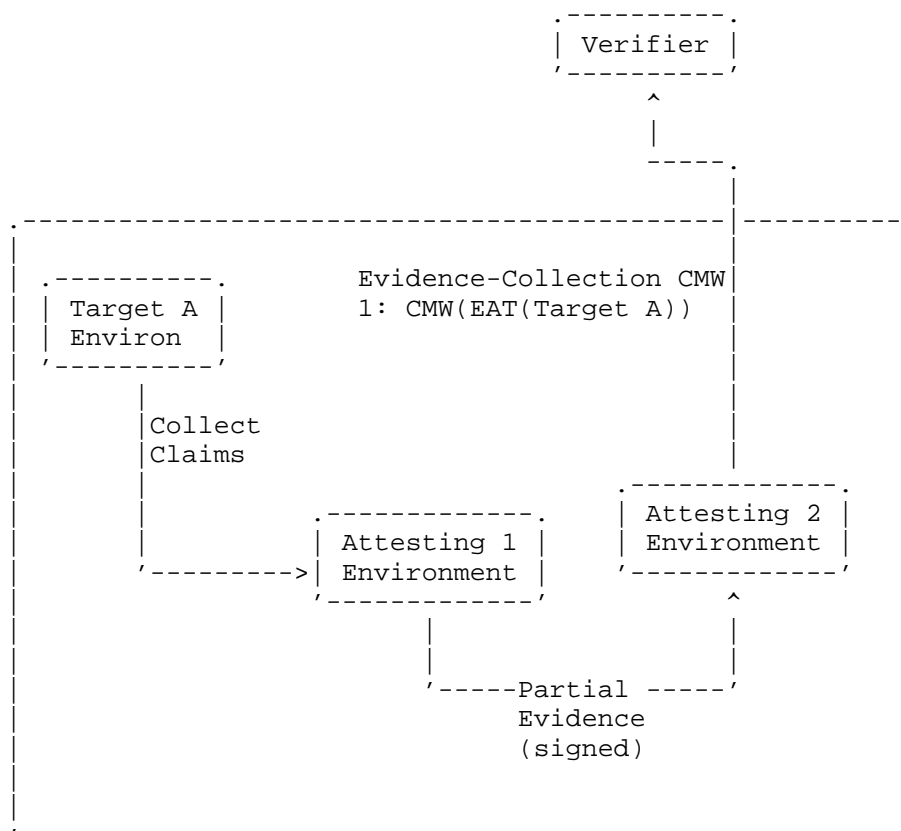 Verifier
Evidence-Collection CMW
1: CMW(EAT(Target A))
Target A
Environ
Collect
Claims
Attesting 2
Environment
Attesting 1
Environment
Partial
Evidence
(signed)